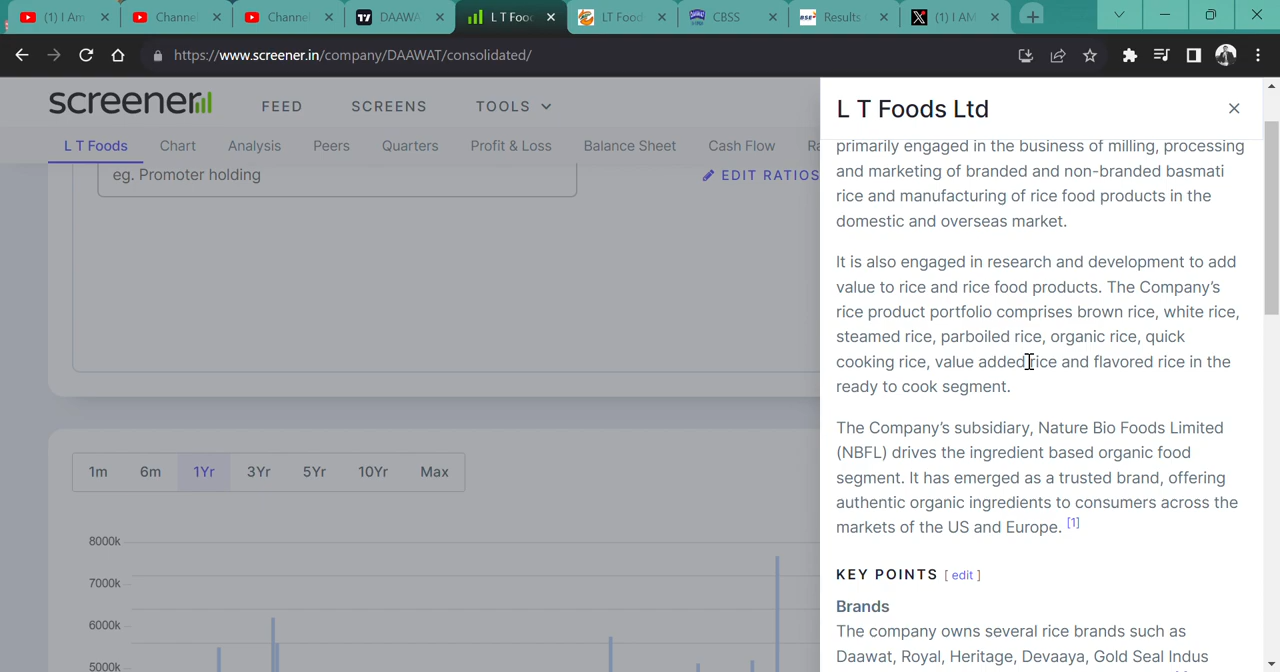 (1) I Am
Channel
Channel
DAAWA
L T Food
LT Food
CBSS
Results
(1) I AM
https://www.screener.in/company/DAAWAT/consolidated/
screener
FEED
SCREENS
TOOLS
L T Foods
Chart
Analysis
Peers
Quarters
Profit & Loss
Balance Sheet
Cash Flow
eg. Promoter holding
EDIT RATIOS
1m
6m
1Yr
3Yr
5Yr
10Yr
Max
8000k
7000k
6000k
5000k
L T Foods Ltd
primarily engaged in the business of milling, processing
and marketing of branded and non-branded basmati
rice and manufacturing of rice food products in the
domestic and overseas market.
It is also engaged in research and development to add
value to rice and rice food products. The Company's
rice product portfolio comprises brown rice, white rice,
steamed rice, parboiled rice, organic rice, quick
cooking rice, value added rice and flavored rice in the
ready to cook segment.
The Company's subsidiary, Nature Bio Foods Limited
(NBFL) drives the ingredient based organic food
segment. It has emerged as a trusted brand, offering
authentic organic ingredients to consumers across the
markets of the US and Europe. [1]
KEY POINTS [ edit ]
Brands
The company owns several rice brands such as
Daawat, Royal, Heritage, Devaaya, Gold Seal Indus